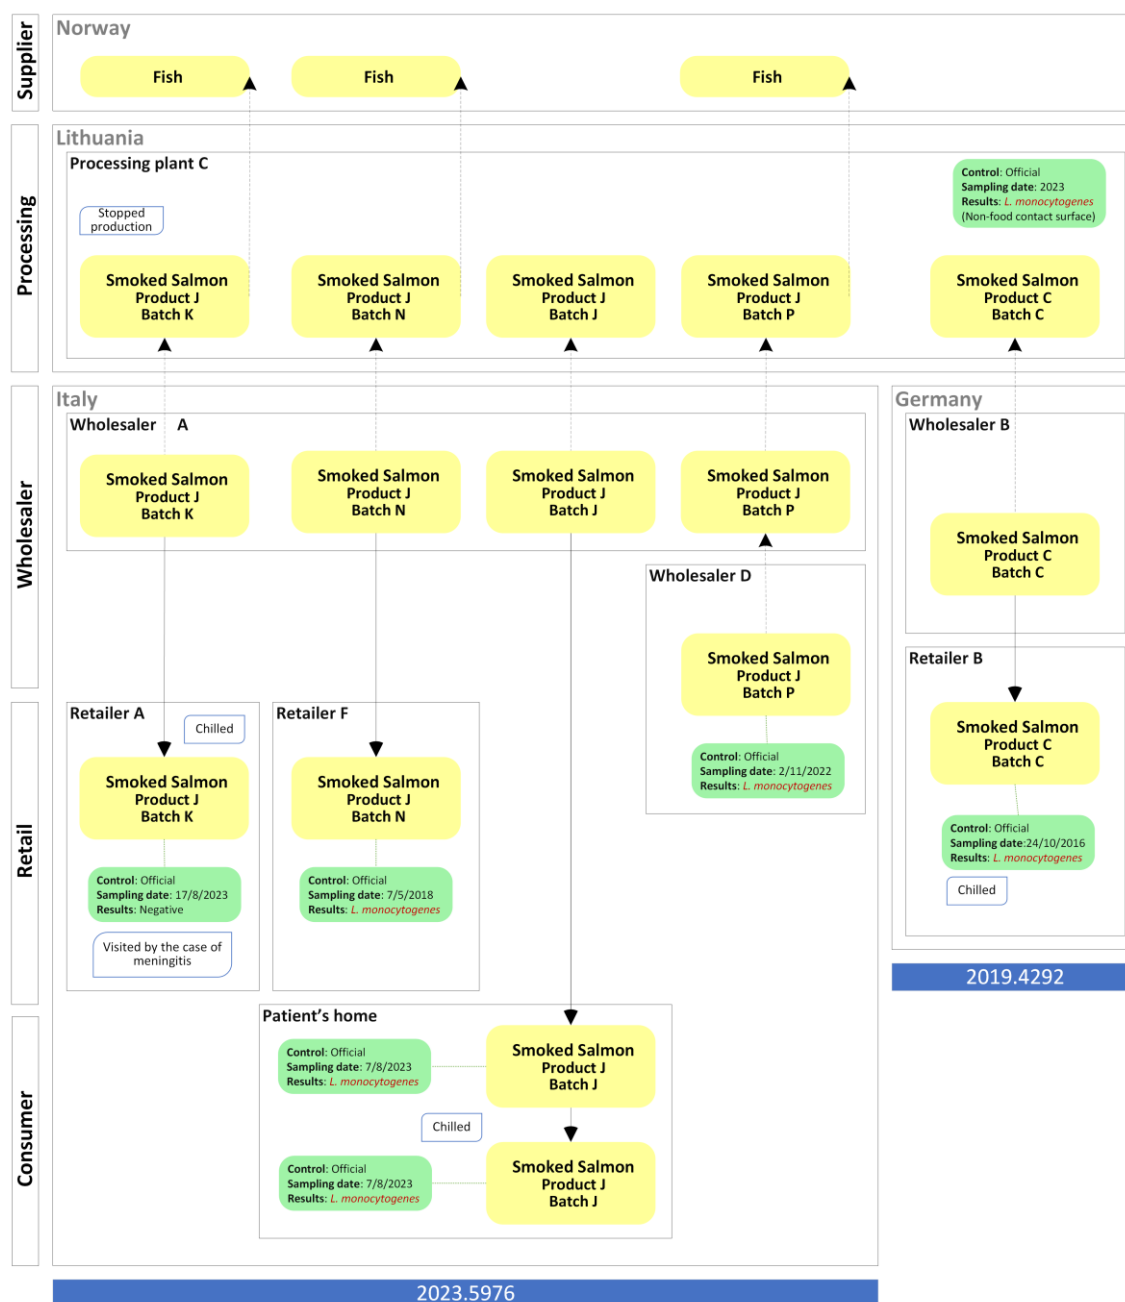 Supplier
Norway
Fish
Fish
Fish
Processing
Lithuania
Processing plant C
Control: Official
Sampling date: 2023
Results: L. monocytogenes
(Non-food contact surface)
Stopped
production
Smoked Salmon
Product J
Batch K
Smoked Salmon
Product J
Batch N
Smoked Salmon
Product J
Batch J
Smoked Salmon
Product J
Batch P
Smoked Salmon
Product C
Batch C
Wholesaler
Italy
Wholesaler A
Smoked Salmon
Product J
Batch K
Smoked Salmon
Product J
Batch N
Smoked Salmon
Product J
Batch J
Smoked Salmon
Product J
Batch P
Wholesaler D
Smoked Salmon
Product J
Batch P
Control: Official
Sampling date: 2/11/2022
Results: L. monocytogenes
Germany
Wholesaler B
Smoked Salmon
Product C
Batch C
Retailer B
Smoked Salmon
Product C
Batch C
Control: Official
Sampling date:24/10/2016
Results: L. monocytogenes
Chilled
2019.4292
Retail
Retailer A
Chilled
Smoked Salmon
Product J
Batch K
Control: Official
Sampling date: 17/8/2023
Results: Negative
Visited by the case of
meningitis
Retailer F
Smoked Salmon
Product J
Batch N
Control: Official
Sampling date: 7/5/2018
Results: L. monocytogenes
Consumer
Patient's home
Control: Official
Sampling date: 7/8/2023
Results: L. monocytogenes
Smoked Salmon
Product J
Batch J
Chilled
Control: Official
Sampling date: 7/8/2023
Results: L. monocytogenes
Smoked Salmon
Product J
Batch J
2023.5976